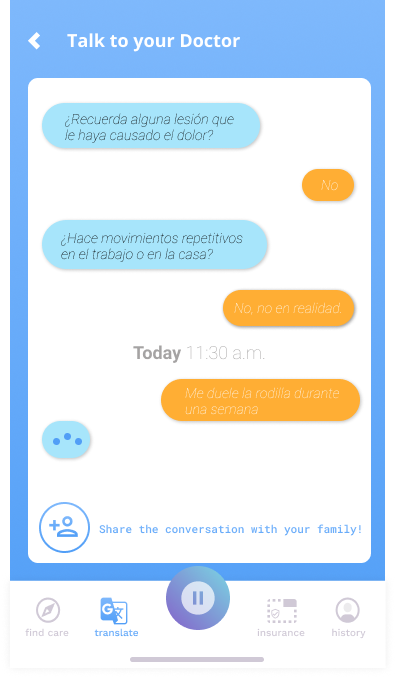 Talk to your Doctor
¿Recuerda alguna lesión que
le haya causado el dolor?
No
¿Hace movimientos repetitivos
en el trabajo o en la casa?
No, no en realidad.
Today 11:30 a.m.
Me duele la rodilla durante
una semana
Share the conversation with your family!
find care
translate
insurance
history